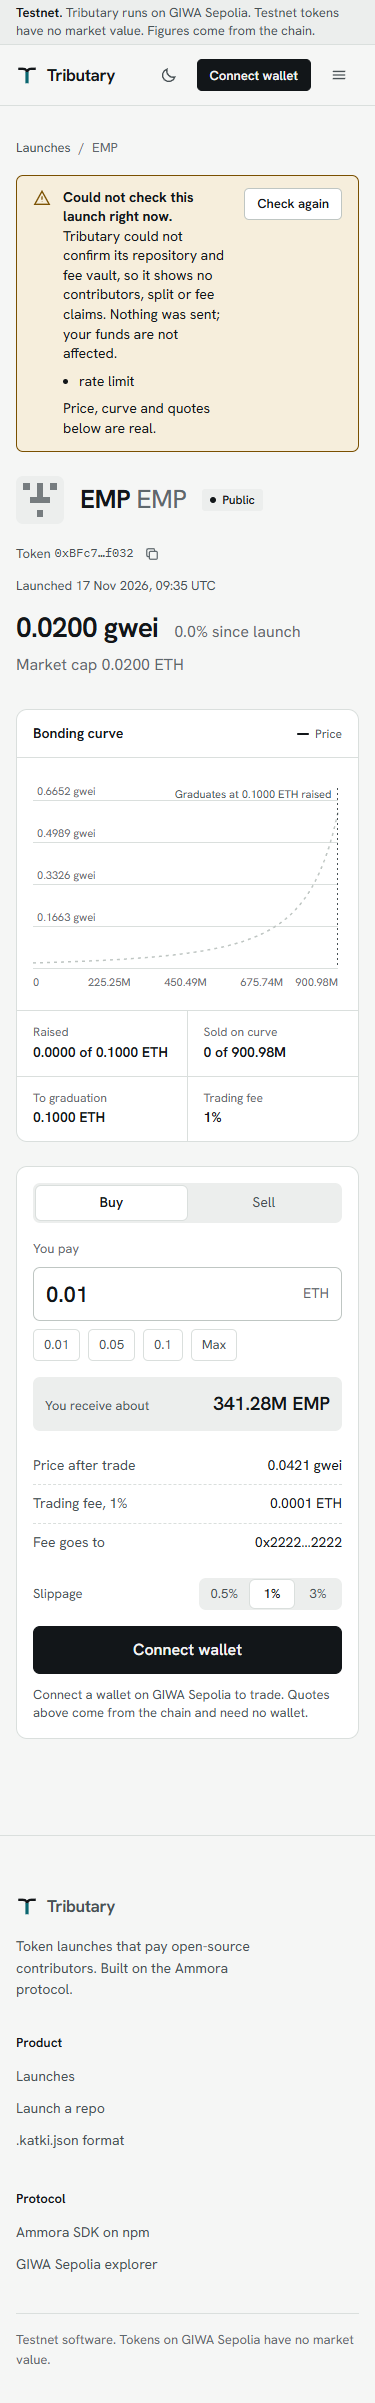 Testnet. Tributary runs on GIWA Sepolia. Testnet tokens
have no market value. Figures come from the chain.
Tributary
Connect wallet
Launches / EMP
Could not check this
launch right now.
Check again
Tributary could not
confirm its repository and
fee vault, so it shows no
contributors, split or fee
claims. Nothing was sent;
your funds are not
affected.
• rate limit
Price, curve and quotes
below are real.
EMP EMP
• Public
Token 0xBFc7…f032
Launched 17 Nov 2026, 09:35 UTC
0.0200 gwei 0.0% since launch
Market cap 0.0200 ETH
Bonding curve
Price
0.6652 gwei
Graduates at 0.1000 ETH raised
0.4989 gwei
0.3326 gwei
0.1663 gwei
0 225.25M 450.49M 675.74M 900.98M
Raised
0.0000 of 0.1000 ETH
Sold on curve
0 of 900.98M
To graduation
0.1000 ETH
Trading fee
1%
Buy
Sell
You pay
0.01 ETH
0.01 0.05 0.1 Max
You receive about 341.28M EMP
Price after trade 0.0421 gwei
Trading fee, 1% 0.0001 ETH
Fee goes to 0x2222…2222
Slippage 0.5% 1% 3%
Connect wallet
Connect a wallet on GIWA Sepolia to trade. Quotes
above come from the chain and need no wallet.
Tributary
Token launches that pay open-source
contributors. Built on the Ammora
protocol.
Product
Launches
Launch a repo
.katki.json format
Protocol
Ammora SDK on npm
GIWA Sepolia explorer
Testnet software. Tokens on GIWA Sepolia have no market
value.